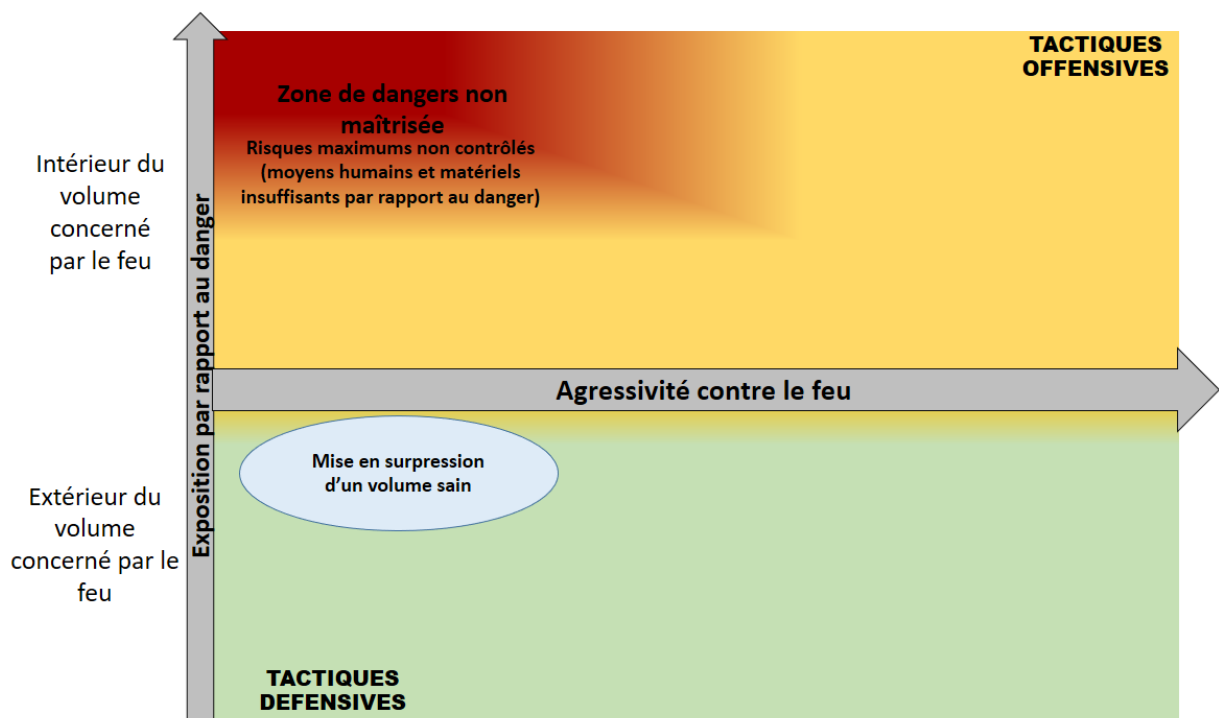 TACTIQUES
OFFENSIVES
Zone de dangers non
maîtrisée
Risques maximums non contrôlés
(moyens humains et matériels
insuffisants par rapport au danger)
Intérieur du
volume
concerné
par le feu
Exposition par rapport au danger
Agressivité contre le feu
Mise en surpression
d'un volume sain
Extérieur du
volume
concerné par le
feu
TACTIQUES
DEFENSIVES